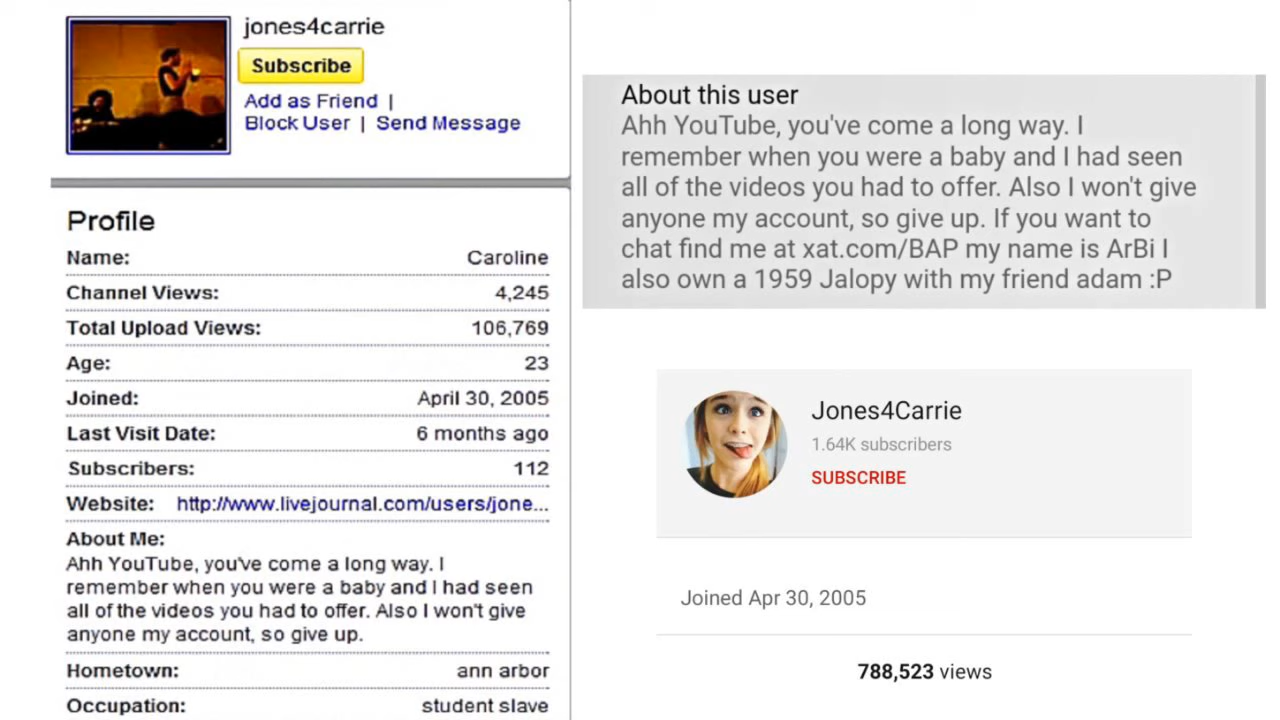 jones4carrie
Subscribe
Add as Friend |
Block User | Send Message
Profile
Name: Caroline
Channel Views: 4,245
Total Upload Views: 106,769
Age: 23
Joined: April 30, 2005
Last Visit Date: 6 months ago
Subscribers: 112
Website: http://www.livejournal.com/users/jone...
About Me:
Ahh YouTube, you've come a long way. I
remember when you were a baby and I had seen
all of the videos you had to offer. Also I won't give
anyone my account, so give up.
Hometown: ann arbor
Occupation: student slave
About this user
Ahh YouTube, you've come a long way. I
remember when you were a baby and I had seen
all of the videos you had to offer. Also I won't give
anyone my account, so give up. If you want to
chat find me at xat.com/BAP my name is ArBi I
also own a 1959 Jalopy with my friend adam :P
Jones4Carrie
1.64K subscribers
SUBSCRIBE
Joined Apr 30, 2005
788,523 views